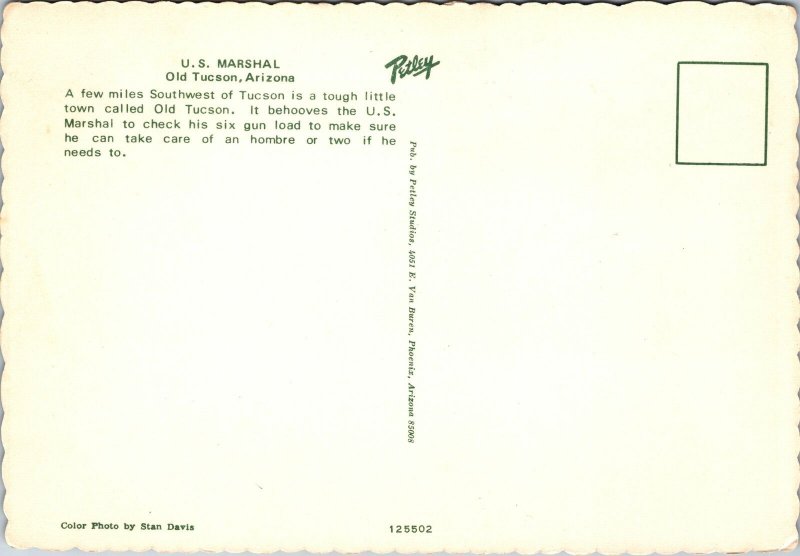 U.S. MARSHAL
Old Tucson, Arizona
A few miles Southwest of Tucson is a tough little
town called Old Tucson. It behooves the U.S.
Marshal to check his six gun load to make sure
he can take care of an hombre or two if he
needs to.
Petley
Pub. by Petley Studios, 4051 E. Van Buren, Phoenix, Arizona 85008
Color Photo by Stan Davis
125502